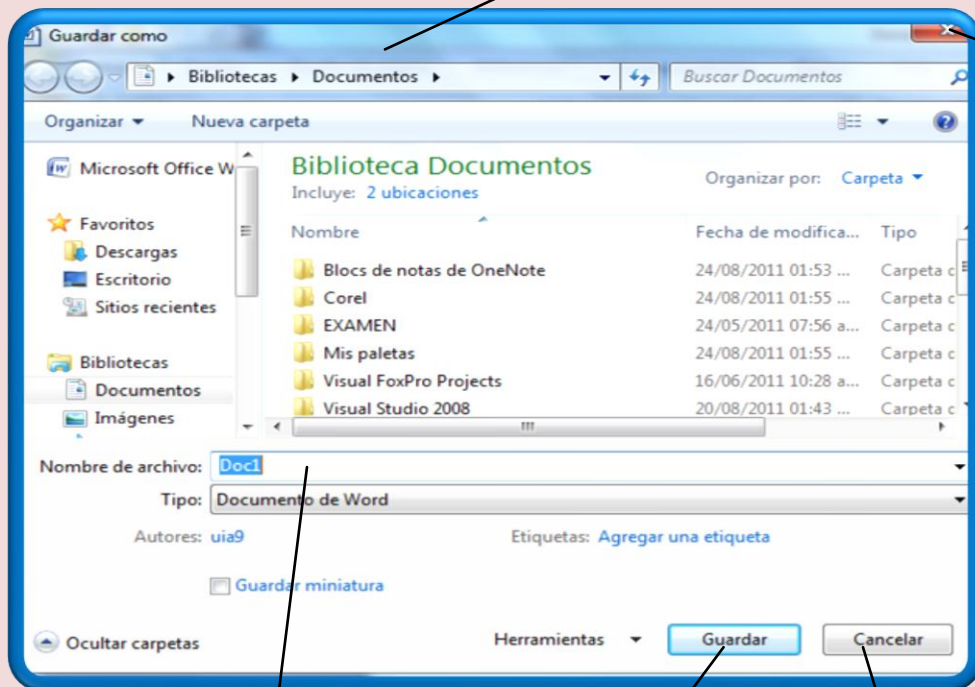 Guardar como
Bibliotecas Documentos
Buscar Documentos
Organizar Nueva carpeta
Microsoft Office W
Favoritos
Descargas
Escritorio
Sitios recientes
Bibliotecas
Documentos
Imágenes
Biblioteca Documentos
Incluye: 2 ubicaciones
Organizar por: Carpeta
Nombre Fecha de modifica... Tipo
Blocs de notas de OneNote 24/08/2011 01:53 ... Carpeta c
Corel 24/08/2011 01:55 ... Carpeta c
EXAMEN 24/05/2011 07:56 a... Carpeta c
Mis paletas 24/08/2011 01:55 ... Carpeta c
Visual FoxPro Projects 16/06/2011 10:28 a... Carpeta c
Visual Studio 2008 20/08/2011 01:43 ... Carpeta c
Nombre de archivo: Doc1
Tipo: Documento de Word
Autores: uia9 Etiquetas: Agregar una etiqueta
Guardar miniatura
Ocultar carpetas Herramientas Guardar Cancelar